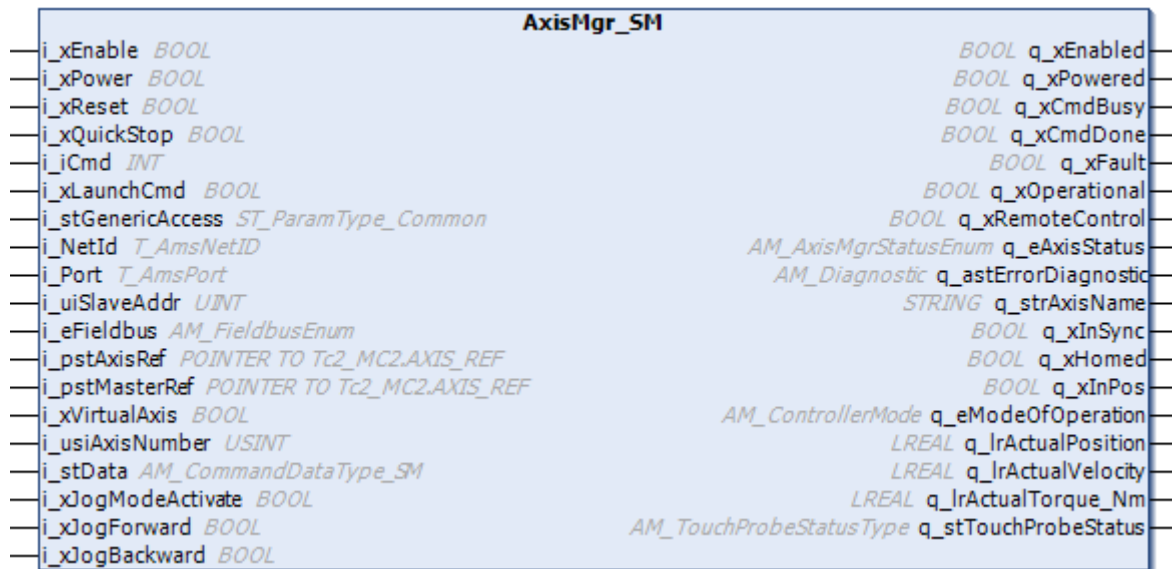 AxisMgr_SM
i_xEnable BOOL BOOL q_xEnabled
i_xPower BOOL BOOL q_xPowered
i_xReset BOOL BOOL q_xCmdBusy
i_xQuickStop BOOL BOOL q_xCmdDone
i_iCmd INT BOOL q_xFault
i_xLaunchCmd BOOL BOOL q_xOperational
i_stGenericAccess ST_ParamType_Common BOOL q_xRemoteControl
i_NetId T_AmsNetID AM_AxisMgrStatusEnum q_eAxisStatus
i_Port T_AmsPort AM_Diagnostic q_astErrorDiagnostic
i_uiSlaveAddr UINT STRING q_strAxisName
i_eFieldbus AM_FieldbusEnum BOOL q_xInSync
i_pstAxisRef POINTER TO Tc2_MC2.AXIS_REF BOOL q_xHomed
i_pstMasterRef POINTER TO Tc2_MC2.AXIS_REF BOOL q_xInPos
i_xVirtualAxis BOOL AM_ControllerMode q_eModeOfOperation
i_usiAxisNumber USINT LREAL q_lrActualPosition
i_stData AM_CommandDataType_SM LREAL q_lrActualVelocity
i_xJogModeActivate BOOL LREAL q_lrActualTorque_Nm
i_xJogForward BOOL AM_TouchProbeStatusType q_stTouchProbeStatus
i_xJogBackward BOOL